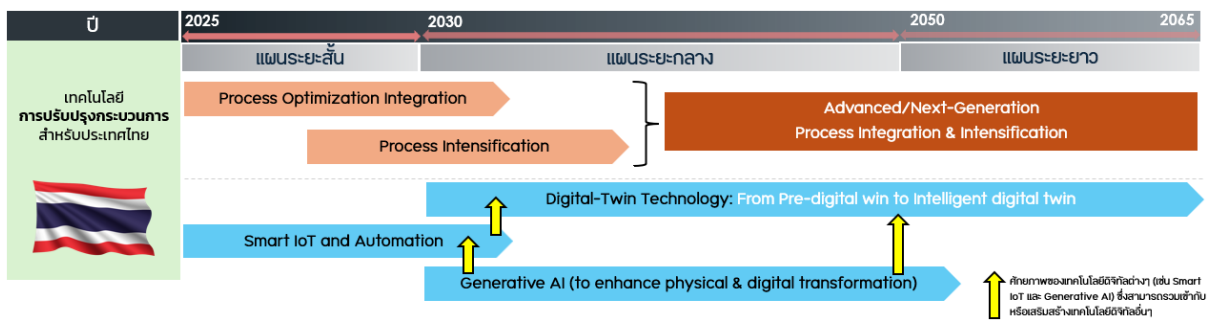 ปี
2025
2030
2050
2065
แผนระยะสั้น
แผนระยะกลาง
แผนระยะยาว
เทคโนโลยี
การปรับปรุงกระบวนการ
สำหรับประเทศไทย
Process Optimization Integration
Process Intensification
Advanced/Next-Generation
Process Integration & Intensification
Digital-Twin Technology: From Pre-digital win to Intelligent digital twin
Smart IoT and Automation
Generative AI (to enhance physical & digital transformation)
ศักยภาพของเทคโนโลยีดิจิทัลต่างๆ (เช่น Smart
IoT และ Generative AI) ซึ่งสามารถรวมเข้ากับ
หรือเสริมสร้างเทคโนโลยีดิจิทัลอื่นๆ